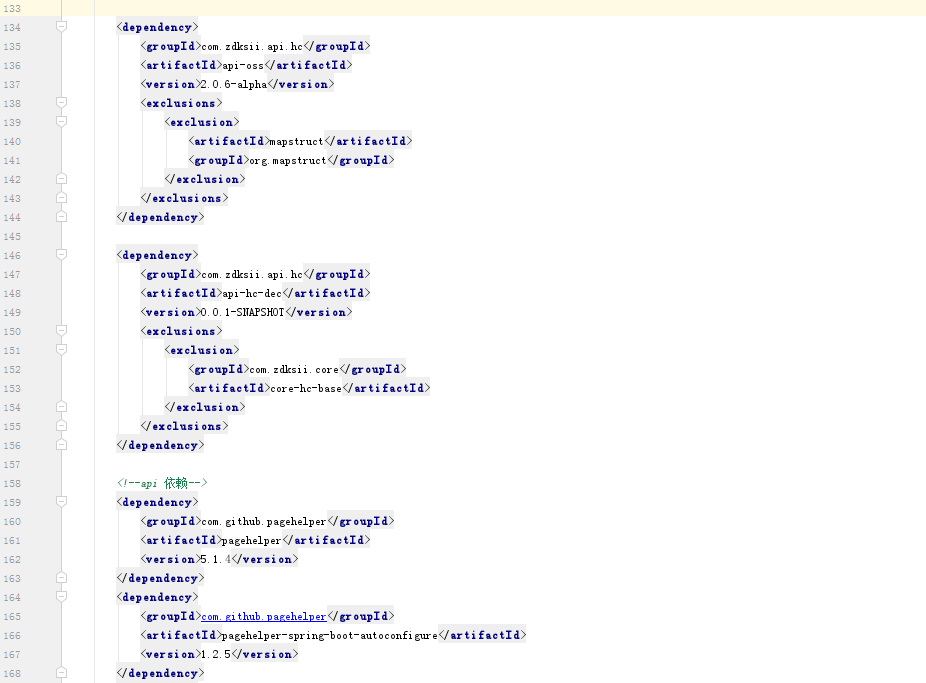 133
134 <dependency>
135 <groupId>com.zdksii.api.hc</groupId>
136 <artifactId>api-oss</artifactId>
137 <version>2.0.6-alpha</version>
138 <exclusions>
139 <exclusion>
140 <artifactId>mapstruct</artifactId>
141 <groupId>org.mapstruct</groupId>
142 </exclusion>
143 </exclusions>
144 </dependency>
145
146 <dependency>
147 <groupId>com.zdksii.api.hc</groupId>
148 <artifactId>api-hc-dec</artifactId>
149 <version>0.0.1-SNAPSHOT</version>
150 <exclusions>
151 <exclusion>
152 <groupId>com.zdksii.core</groupId>
153 <artifactId>core-hc-base</artifactId>
154 </exclusion>
155 </exclusions>
156 </dependency>
157
158 <!--api 依赖-->
159 <dependency>
160 <groupId>com.github.pagehelper</groupId>
161 <artifactId>pagehelper</artifactId>
162 <version>5.1.4</version>
163 </dependency>
164 <dependency>
165 <groupId>com.github.pagehelper</groupId>
166 <artifactId>pagehelper-spring-boot-autoconfigure</artifactId>
167 <version>1.2.5</version>
168 </dependency>